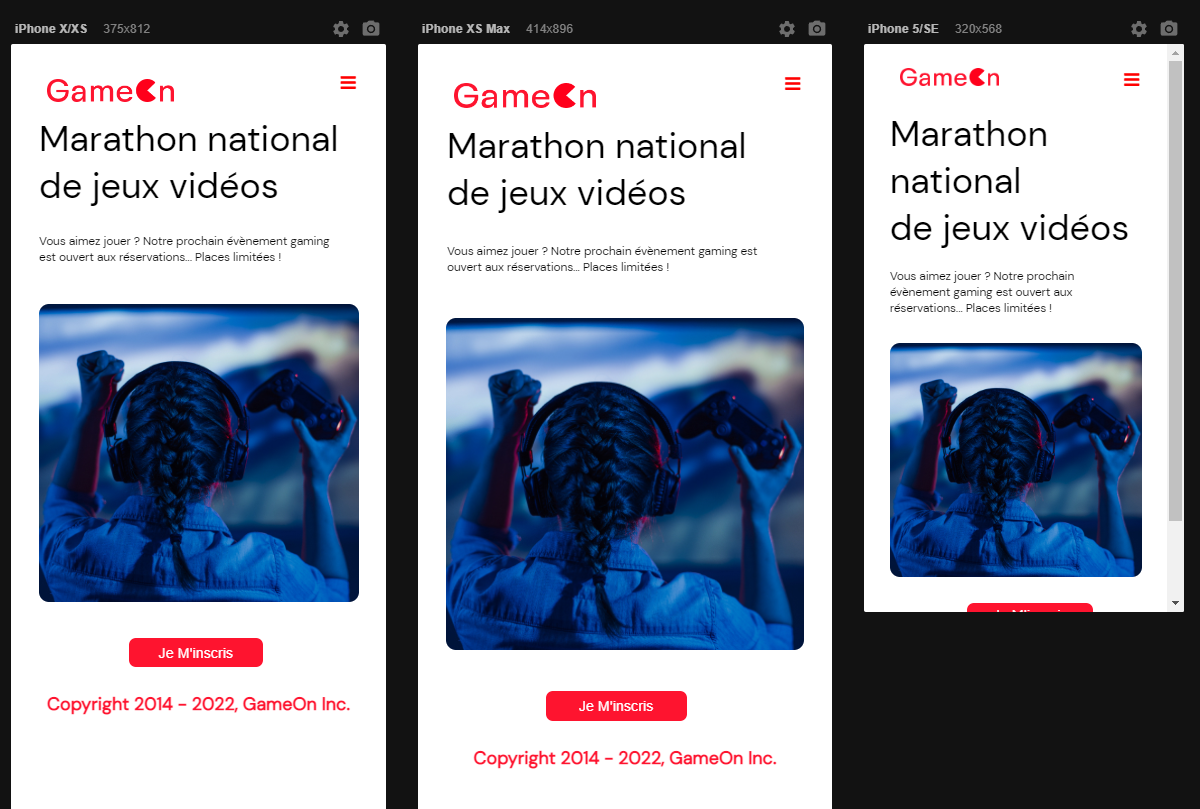 iPhone X/XS 375x812
GameOn
Marathon national
de jeux vidéos
Vous aimez jouer ? Notre prochain évènement gaming
est ouvert aux réservations... Places limitées !
Je M'inscris
Copyright 2014 - 2022, GameOn Inc.
iPhone XS Max 414x896
GameOn
Marathon national
de jeux vidéos
Vous aimez jouer ? Notre prochain évènement gaming est
ouvert aux réservations... Places limitées !
Je M'inscris
Copyright 2014 - 2022, GameOn Inc.
iPhone 5/SE 320x568
GameOn
Marathon
national
de jeux vidéos
Vous aimez jouer ? Notre prochain
évènement gaming est ouvert aux
réservations... Places limitées !
Je M'inscris